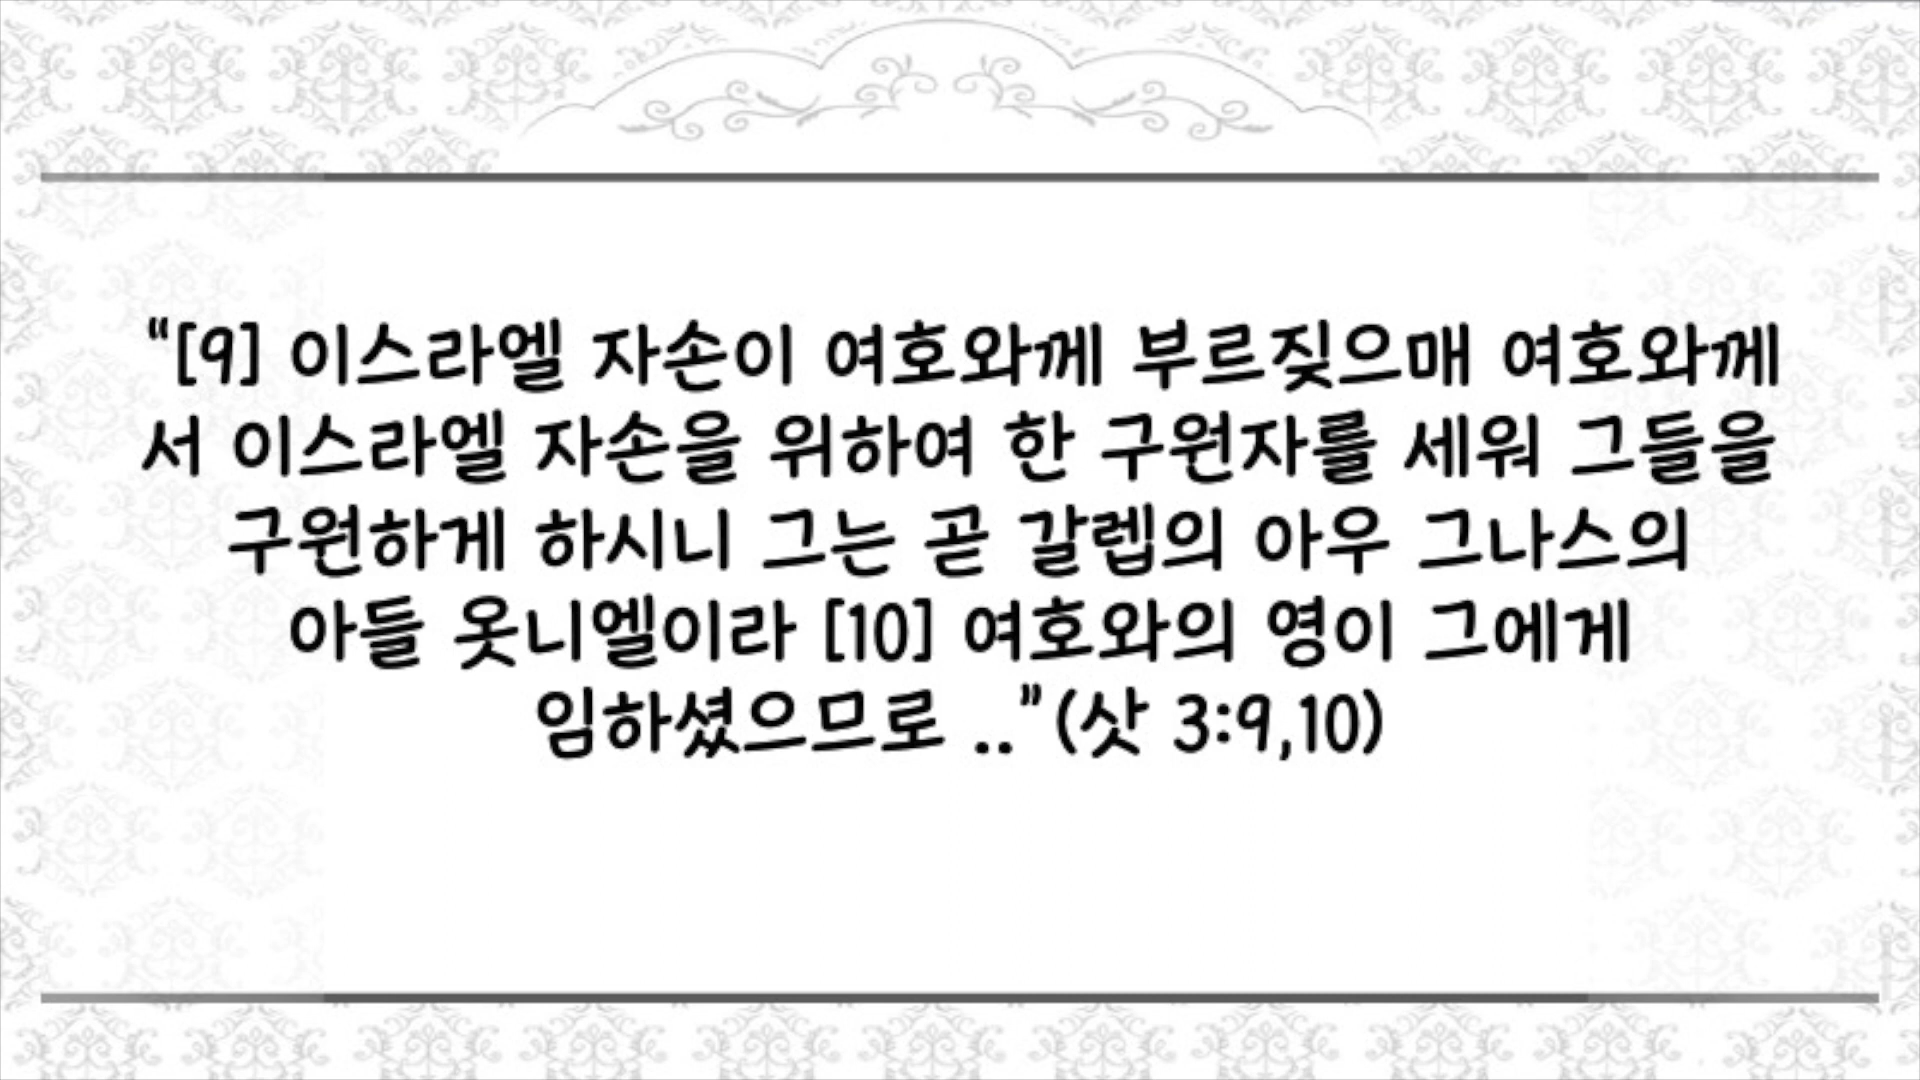 “[9] 이스라엘 자손이 여호와께 부르짖으매 여호와께
서 이스라엘 자손을 위하여 한 구원자를 세워 그들을
구원하게 하시니 그는 곧 갈렙의 아우 그나스의
아들 옷니엘이라 [10] 여호와의 영이 그에게
임하셨으므로 ..”(삿 3:9,10)